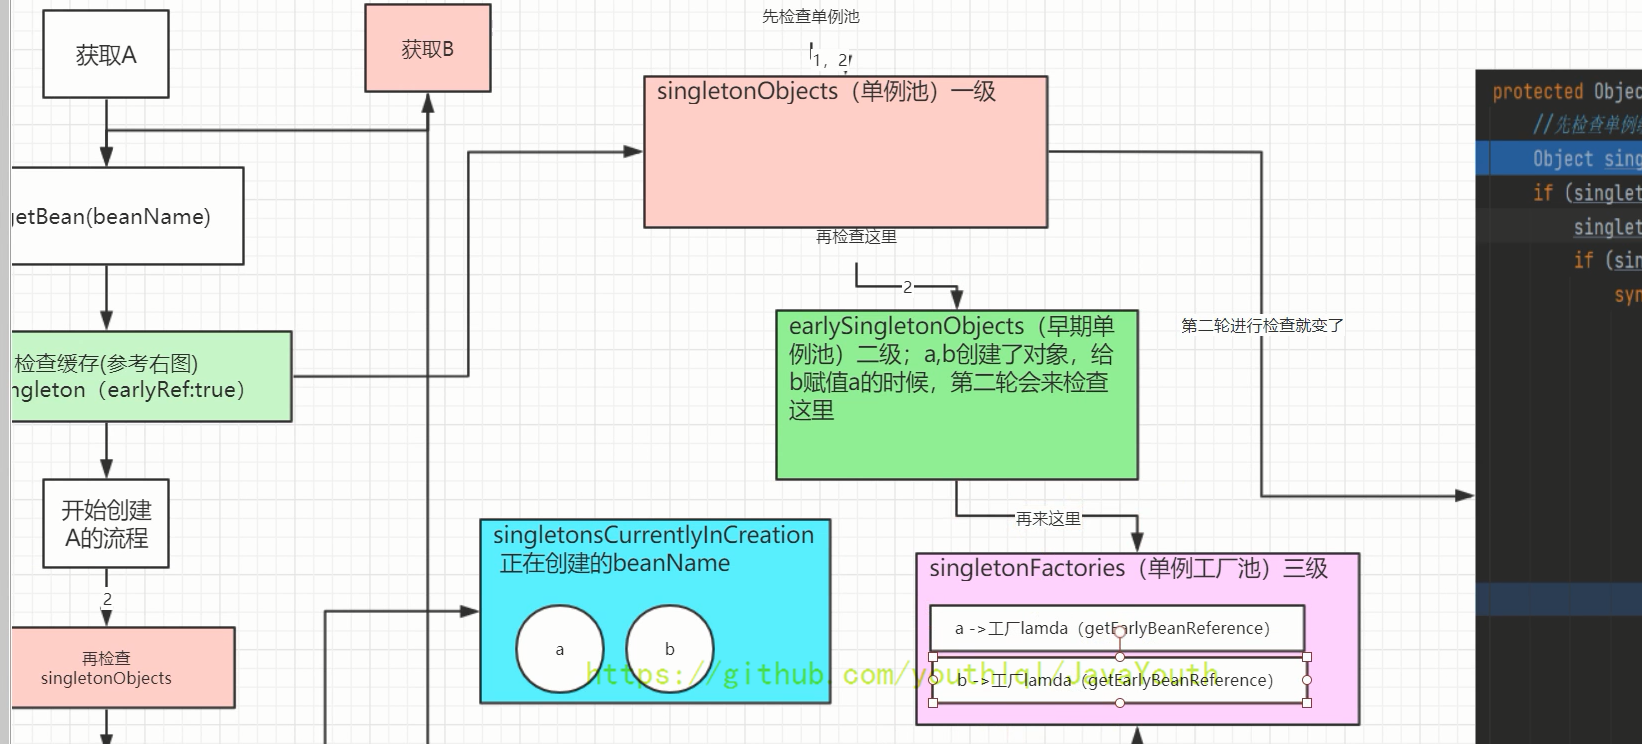 先检查单例池
获取A
获取B
1，2
singletonObjects（单例池）一级
getBean(beanName)
再检查这里
2
earlySingletonObjects（早期单
例池）二级；a,b创建了对象，给
b赋值a的时候，第二轮会来检查
这里
第二轮进行检查就变了
检查缓存(参考右图)
ngleton（earlyRef:true）
开始创建
A的流程
再来这里
singletonsCurrentlyInCreation
正在创建的beanName
a
b
singletonFactories（单例工厂池）三级
a ->工厂lamda（getEarlyBeanReference）
b ->工厂lamda（getEarlyBeanReference）
2
再检查
singletonObjects
https://github.com/youthlql/JavaYouth
protected Objec
//先检查单例
Object sing
if (singlet
singlet
if (sin
syn